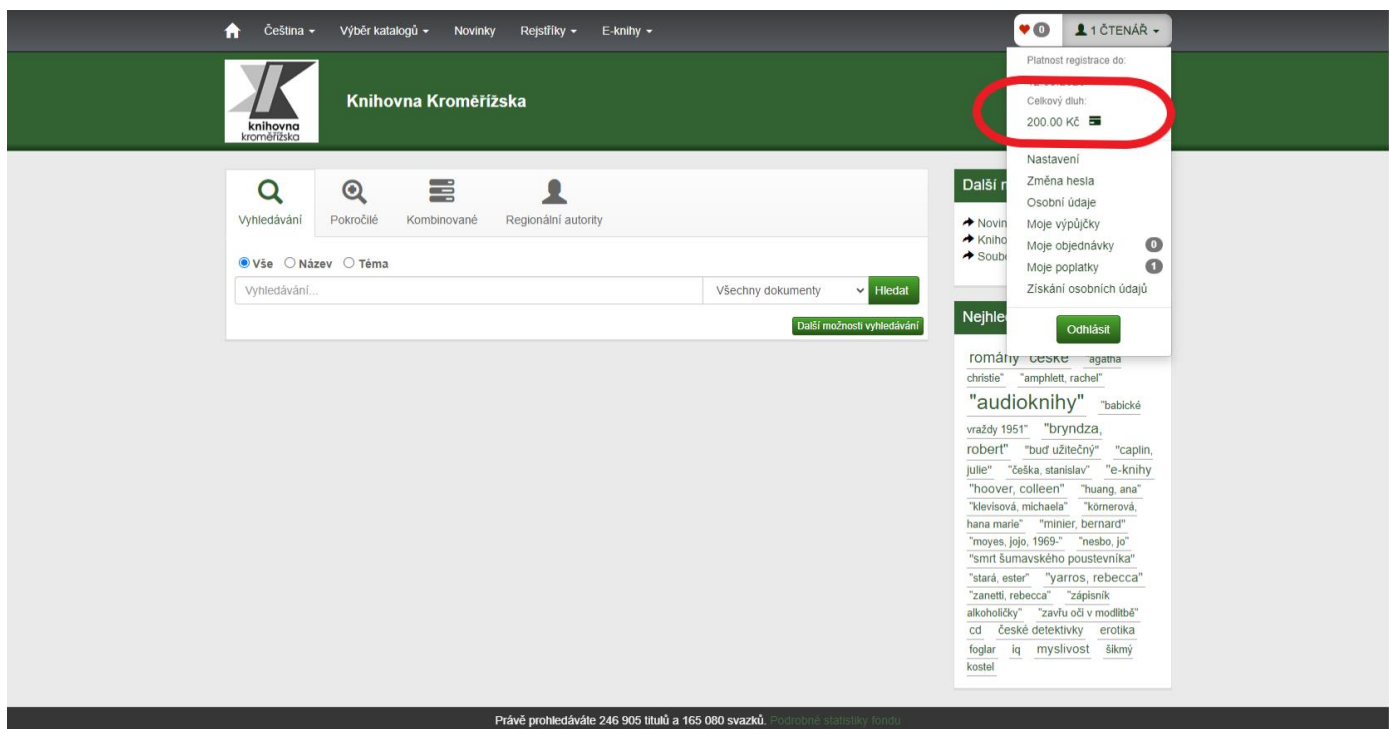 Čeština
Výběr katalogů
Novinky
Rejstříky
E-knihy
0
1 ČTENÁŘ
Platnost registrace do:
Celkový dluh:
200.00 Kč
Nastavení
Změna hesla
Osobní údaje
Moje výpůjčky
Moje objednávky 0
Moje poplatky 1
Získání osobních údajů
Odhlásit
knihovna
kroměřížska
Knihovna Kroměřížska
Vyhledávání
Pokročilé
Kombinované
Regionální autority
Vše Název Téma
Vyhledávání...
Všechny dokumenty
Hledat
Další možnosti vyhledávání
Další
romány české "agatha
christie" "amphlett, rachel"
"audioknihy" "babické
vraždy 1951" "bryndza,
robert" "buď užitečný" "caplin,
julie" "češka, stanislav" "e-knihy
"hoover, colleen" "huang, ana"
"klevisová, michaela" "körnerová,
hana marie" "minier, bernard"
"moyes, jojo, 1969-" "nesbo, jo"
"smrt šumavského poustevníka"
"stará, ester" "yarros, rebecca"
"zanetti, rebecca" "zápisník
alkoholičky" "zavřu oči v modlitbě"
cd české detektivky erotika
foglar iq myslivost šikmý
kostel
Právě prohledáváte 246 905 titulů a 165 080 svazků. Podrobné statistiky fondu